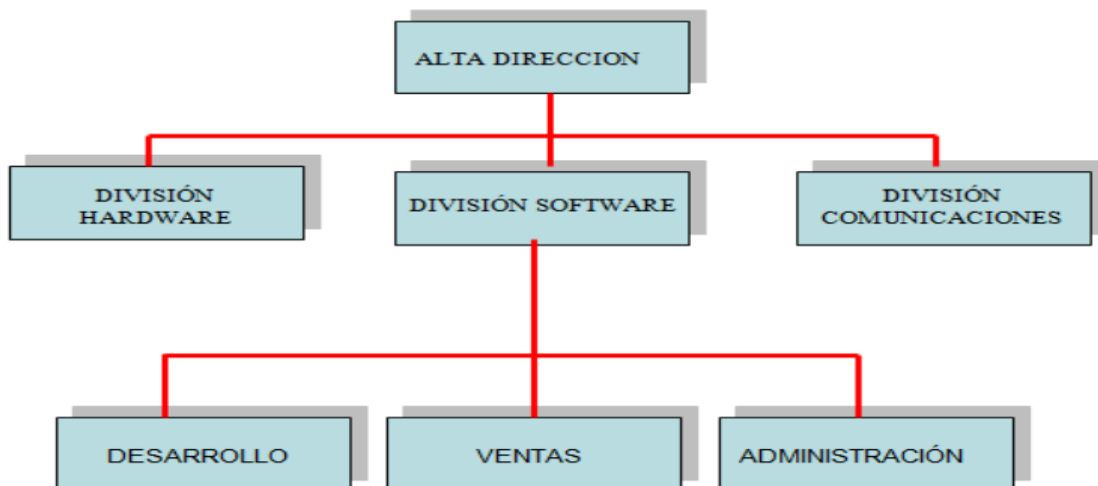 ALTA DIRECCION
DIVISIÓN
HARDWARE
DIVISIÓN SOFTWARE
DIVISIÓN
COMUNICACIONES
DESARROLLO
VENTAS
ADMINISTRACIÓN